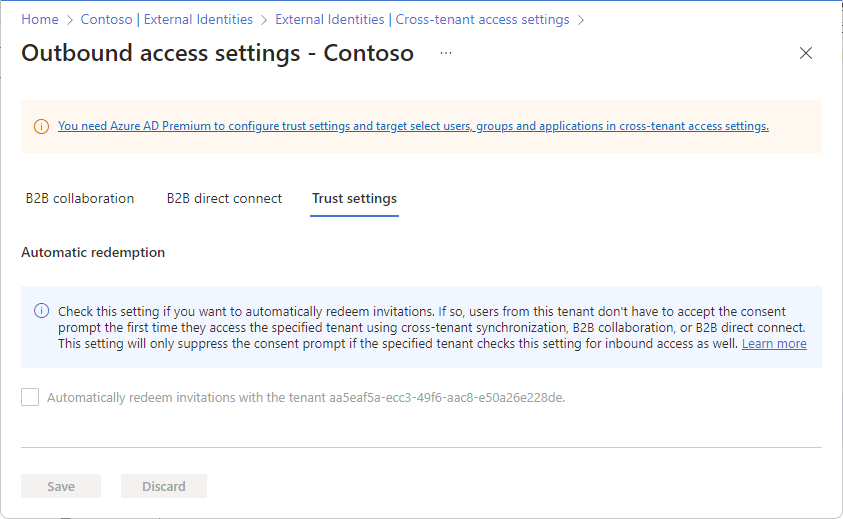 Home > Contoso | External Identities > External Identities | Cross-tenant access settings >
Outbound access settings - Contoso ...
You need Azure AD Premium to configure trust settings and target select users, groups and applications in cross-tenant access settings.
B2B collaboration B2B direct connect Trust settings
Automatic redemption
Check this setting if you want to automatically redeem invitations. If so, users from this tenant don't have to accept the consent
prompt the first time they access the specified tenant using cross-tenant synchronization, B2B collaboration, or B2B direct connect.
This setting will only suppress the consent prompt if the specified tenant checks this setting for inbound access as well. Learn more
Automatically redeem invitations with the tenant aa5eaf5a-ecc3-49f6-aac8-e50a26e228de.
Save Discard